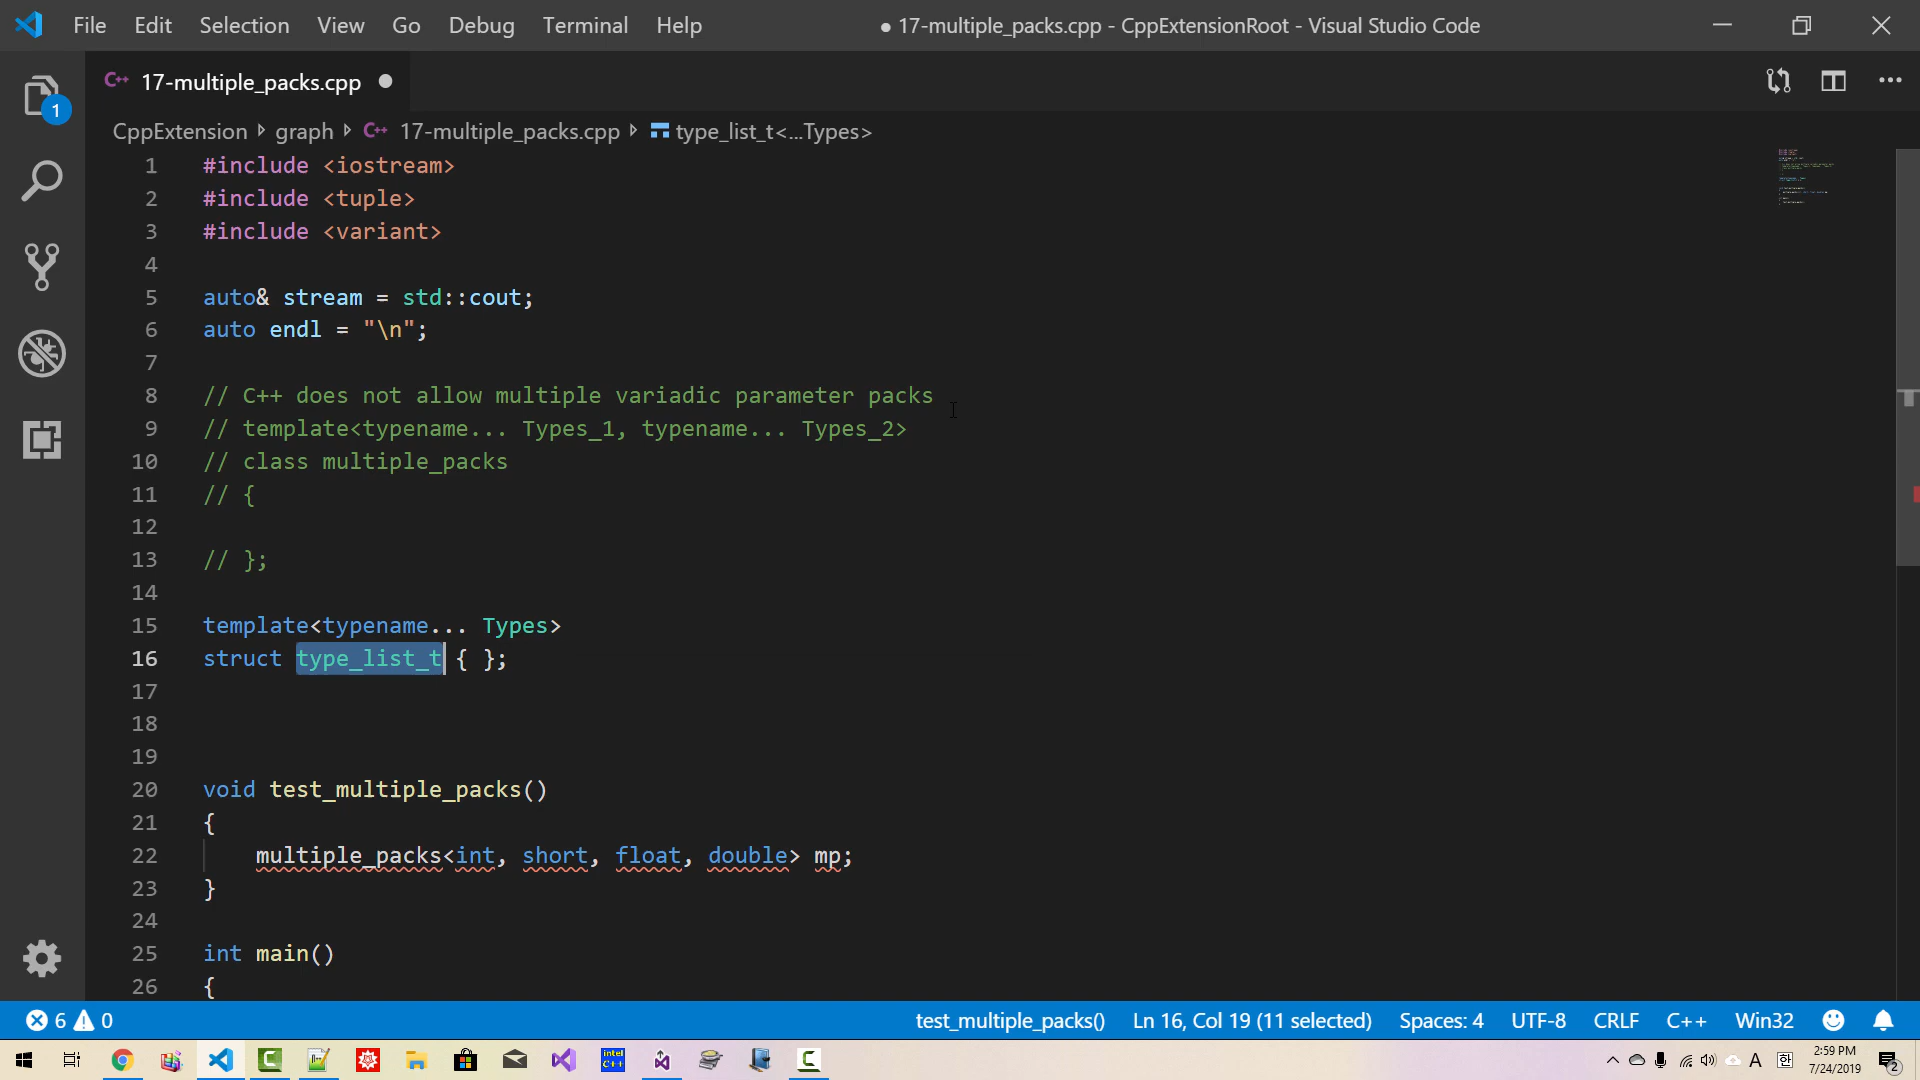 File Edit Selection View Go Debug Terminal Help ● 17-multiple_packs.cpp - CppExtensionRoot - Visual Studio Code
C++ 17-multiple_packs.cpp
1
CppExtension graph C++ 17-multiple_packs.cpp type_list_t<...Types>
1 #include <iostream>
2 #include <tuple>
3 #include <variant>
4
5 auto& stream = std::cout;
6 auto endl = "\n";
7
8 // C++ does not allow multiple variadic parameter packs
9 // template<typename... Types_1, typename... Types_2>
10 // class multiple_packs
11 // {
12
13 // };
14
15 template<typename... Types>
16 struct type_list_t { };
17
18
19
20 void test_multiple_packs()
21 {
22 multiple_packs<int, short, float, double> mp;
23 }
24
25 int main()
26 {
6 0 test_multiple_packs() Ln 16, Col 19 (11 selected) Spaces: 4 UTF-8 CRLF C++ Win32
intel C++ A 한 2:59 PM
7/24/2019 2